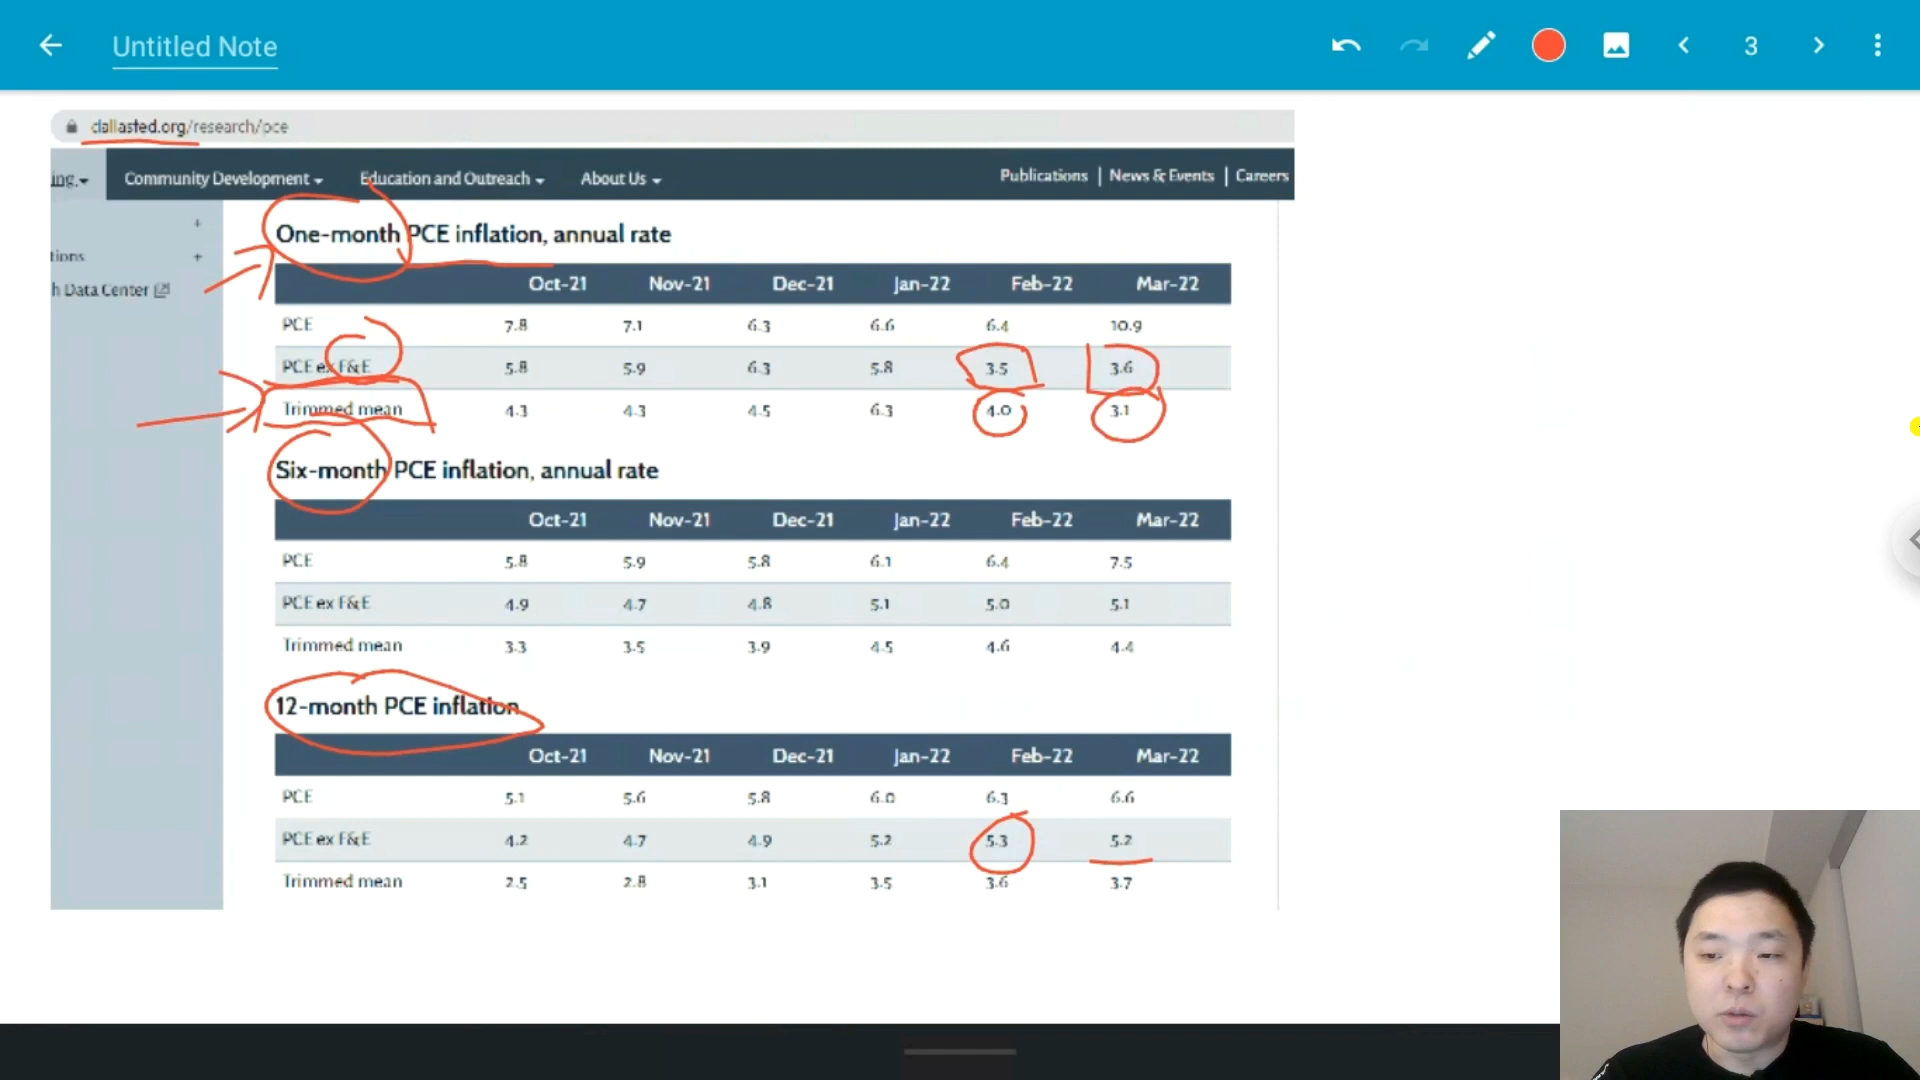 Untitled Note
3
dallasfed.org/research/pce
ing.
Community Development
Education and Outreach
About Us
Publications | News & Events | Careers
tions
h Data Center
One-month PCE inflation, annual rate
Oct-21 Nov-21 Dec-21 Jan-22 Feb-22 Mar-22
PCE 7.8 7.1 6.3 6.6 6.4 10.9
PCE ex F&E 5.8 5.9 6.3 5.8 3.5 3.6
Trimmed mean 4.3 4.3 4.5 6.3 4.0 3.1
Six-month PCE inflation, annual rate
Oct-21 Nov-21 Dec-21 Jan-22 Feb-22 Mar-22
PCE 5.8 5.9 5.8 6.1 6.4 7.5
PCE ex F&E 4.9 4.7 4.8 5.1 5.0 5.1
Trimmed mean 3.3 3.5 3.9 4.5 4.6 4.4
12-month PCE inflation
Oct-21 Nov-21 Dec-21 Jan-22 Feb-22 Mar-22
PCE 5.1 5.6 5.8 6.0 6.3 6.6
PCE ex F&E 4.2 4.7 4.9 5.2 5.3 5.2
Trimmed mean 2.5 2.8 3.1 3.5 3.6 3.7